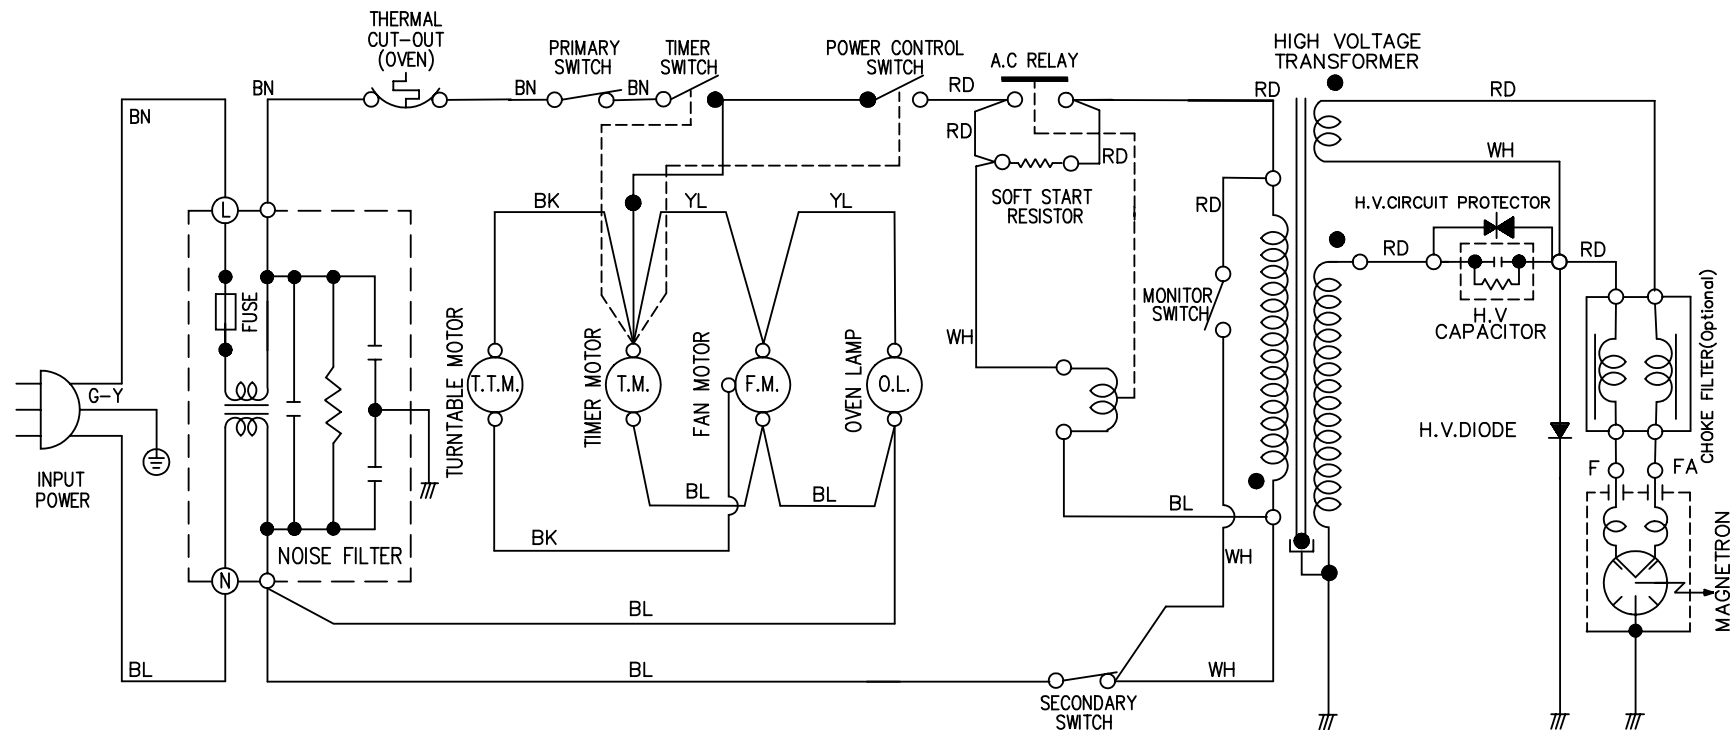 THERMAL
CUT-OUT
(OVEN)
PRIMARY
SWITCH
TIMER
SWITCH
POWER CONTROL
SWITCH
A.C RELAY
HIGH VOLTAGE
TRANSFORMER
BN
BN
BN
BN
RD
RD
RD
BN
RD
RD
WH
SOFT START
RESISTOR
H.V.CIRCUIT PROTECTOR
BK
YL
YL
RD
RD
RD
L
FUSE
MONITOR
SWITCH
H.V
CAPACITOR
WH
CHOKE FILTER(Optional)
TURNTABLE MOTOR
T.T.M.
TIMER MOTOR
T.M.
FAN MOTOR
F.M.
OVEN LAMP
O.L.
G-Y
INPUT
POWER
H.V.DIODE
F
FA
BL
BL
BL
BK
NOISE FILTER
WH
MAGNETRON
N
BL
BL
BL
WH
SECONDARY
SWITCH